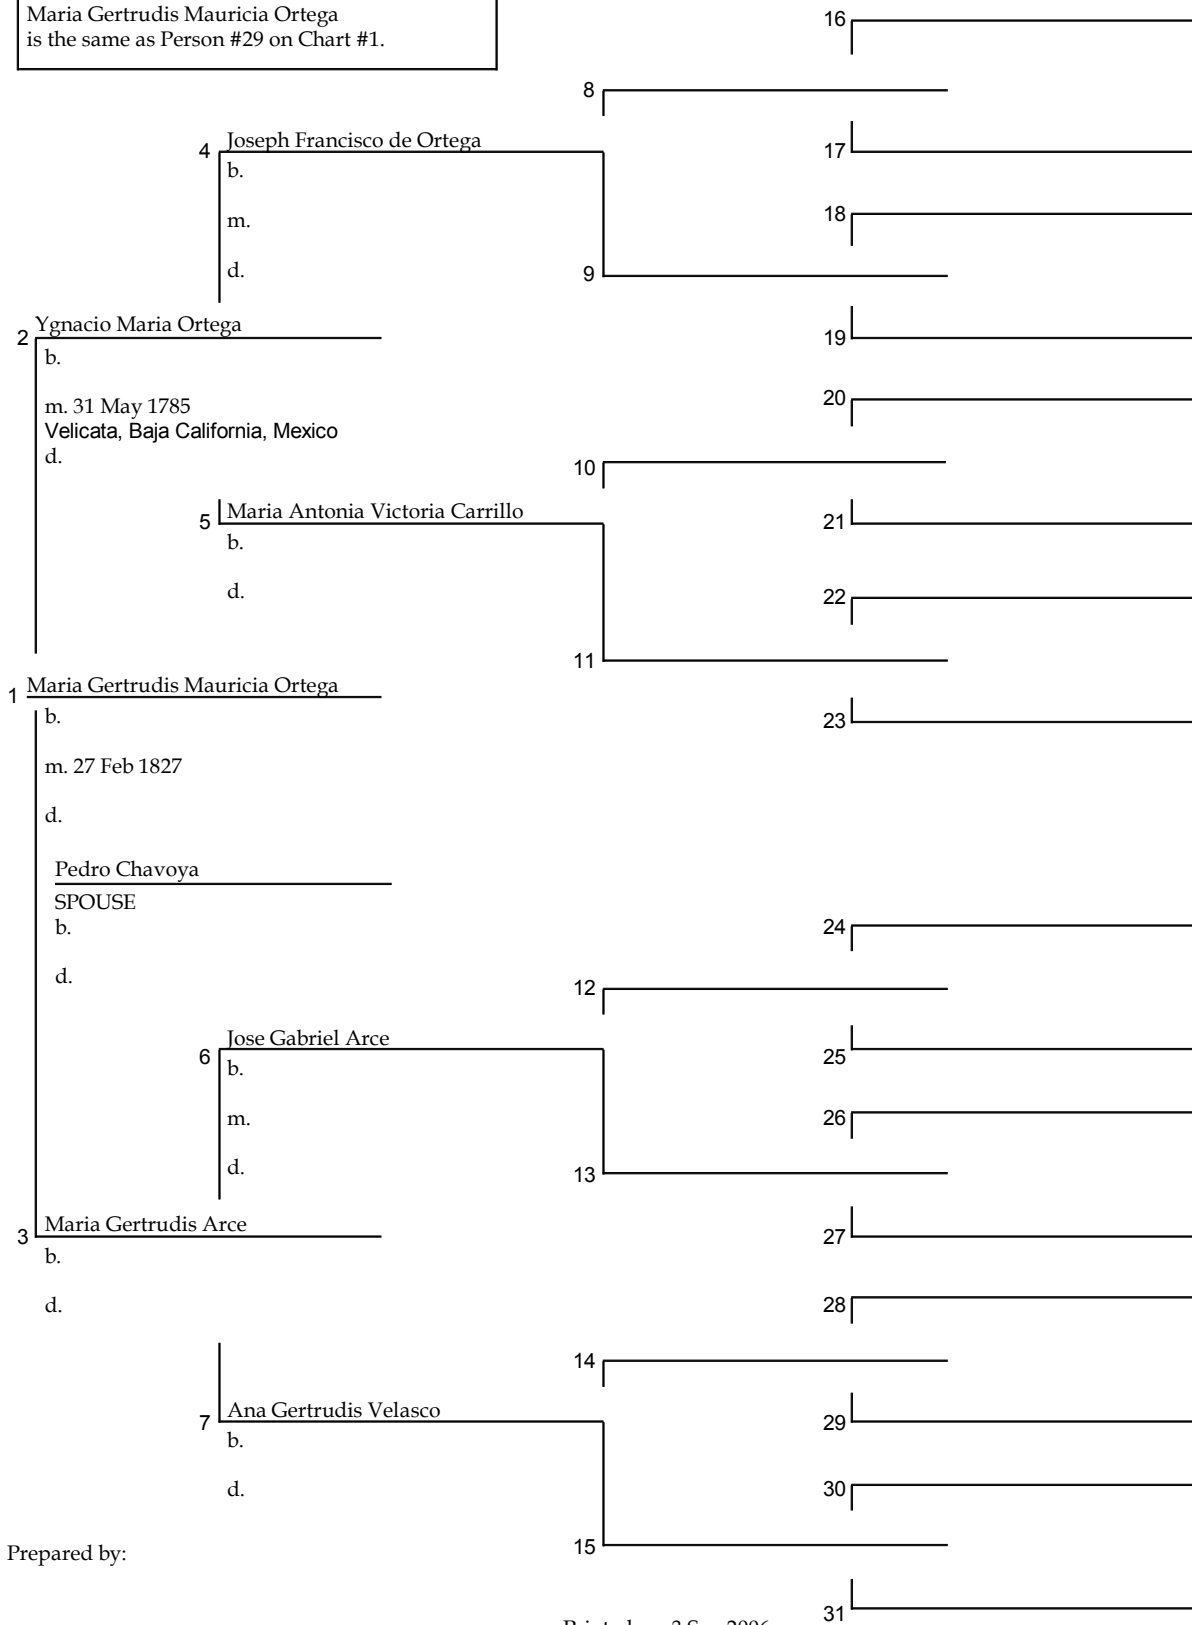 Maria Gertrudis Mauricia Ortega
is the same as Person #29 on Chart #1.
16
8
4 Joseph Francisco de Ortega
b.
17
m.
18
d.
9
2 Ygnacio Maria Ortega
19
b.
m. 31 May 1785
20
Velicata, Baja California, Mexico
d.
10
5 Maria Antonia Victoria Carrillo
21
b.
d.
22
11
1 Maria Gertrudis Mauricia Ortega
b.
23
m. 27 Feb 1827
d.
Pedro Chavoya
SPOUSE
b.
24
d.
12
6 Jose Gabriel Arce
25
b.
m.
26
d.
13
3 Maria Gertrudis Arce
27
b.
d.
28
14
7 Ana Gertrudis Velasco
29
b.
d.
30
15
Prepared by:
31